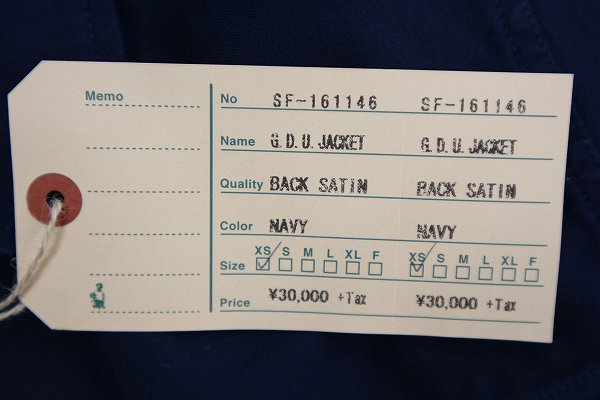 Memo
No SF-161146 SF-161146
Name G.D.U. JACKET G.D.U. JACKET
Quality BACK SATIN BACK SATIN
Color NAVY NAVY
XS S M L XL F XS S M L XL F
Size
Price ¥30,000 +Tax ¥30,000 +Tax